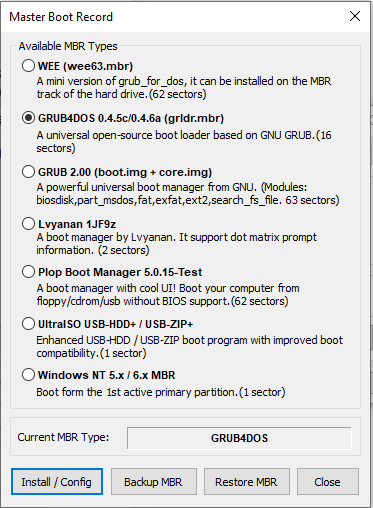 Master Boot Record
Available MBR Types
WEE (wee63.mbr)
A mini version of grub_for_dos, it can be installed on the MBR
track of the hard drive.(62 sectors)
GRUB4DOS 0.4.5c/0.4.6a (grldr.mbr)
A universal open-source boot loader based on GNU GRUB.(16
sectors)
GRUB 2.00 (boot.img + core.img)
A powerful universal boot manager from GNU. (Modules:
biosdisk,part_msdos,fat,exfat,ext2,search_fs_file. 63 sectors)
Lvyanan 1JF9z
A boot manager by Lvyanan. It support dot matrix prompt
information. (2 sectors)
Plop Boot Manager 5.0.15-Test
A boot manager with cool UI! Boot your computer from
floppy/cdrom/usb without BIOS support.(62 sectors)
UltraISO USB-HDD+ / USB-ZIP+
Enhanced USB-HDD / USB-ZIP boot program with improved boot
compatibility.(1 sector)
Windows NT 5.x / 6.x MBR
Boot form the 1st active primary partition.(1 sector)
Current MBR Type: GRUB4DOS
Install / Config Backup MBR Restore MBR Close